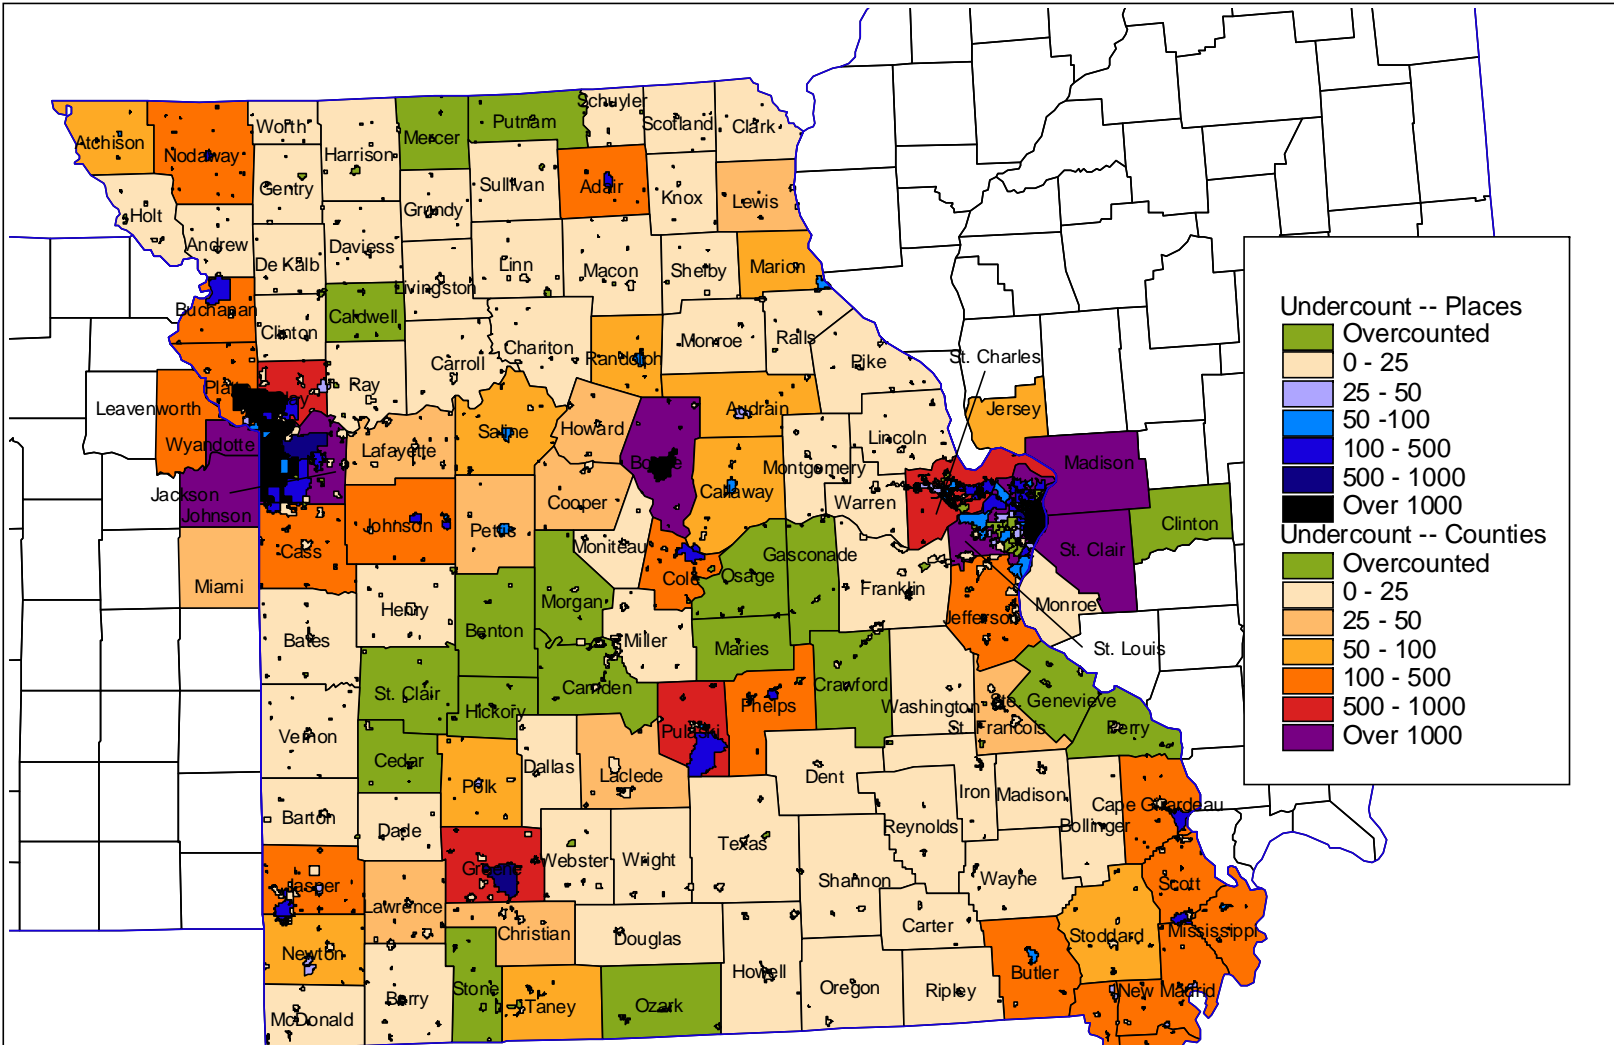 Schuyler
Worth
Scotland
Clark
Putnam
Mercer
Atchison
Nodaway
Harrison
Gentry
Sullivan
Adair
Knox
Lewis
Grundy
Holt
Andrew
Daviess
De Kalb
Linn
Macon
Shelby
Marion
Livingston
Buchanan
Caldwell
Clinton
Chariton
Randolph
Monroe
Ralls
Pike
Carroll
St. Charles
Ray
Leavenworth
Audrain
Jersey
Saline
Howard
Lincoln
Wyandotte
Lafayette
Boone
Montgomery
Madison
Jackson
Callaway
Warren
Cooper
Johnson
Johnson
Pettis
Clinton
Moniteau
Cass
Gasconade
St. Clair
Cole
Osage
Miami
Franklin
Morgan
Monroe
Henry
Benton
Jefferson
Bates
Miller
Maries
St. Louis
St. Clair
Camden
Crawford
Hickory
Phelps
Washington
Ste. Genevieve
St Francois
Perry
Vernon
Pulaski
Cedar
Dallas
Laclede
Dent
Polk
Iron
Madison
Cape Girardeau
Barton
Dade
Reynolds
Bollinger
Texas
Greene
Webster
Wright
Shannon
Wayne
Scott
Jasper
Lawrence
Christian
Douglas
Carter
Stoddard
Mississippi
Newton
Howell
Butler
Stone
Taney
Ozark
Oregon
Ripley
New Madrid
Barry
McDonald
Undercount -- Places
Overcounted
0 - 25
25 - 50
50 -100
100 - 500
500 - 1000
Over 1000
Undercount -- Counties
Overcounted
0 - 25
25 - 50
50 - 100
100 - 500
500 - 1000
Over 1000